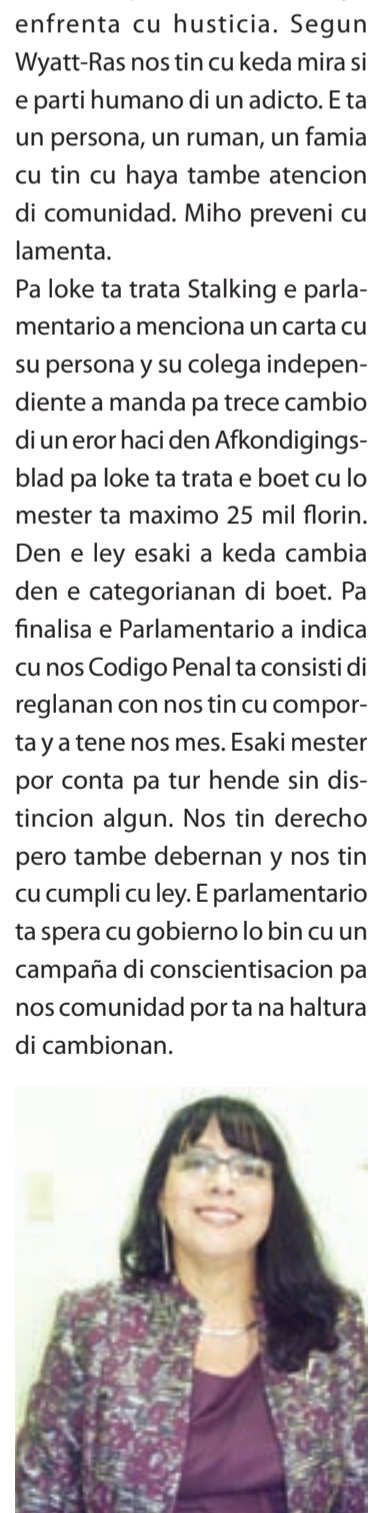 enfrenta cu husticia. Segun
Wyatt-Ras nos tin cu keda mira si
e parti humano di un adicto. E ta
un persona, un ruman, un famia
cu tin cu haya tambe atencion
di comunidad. Miho preveni cu
lamenta.
Pa loke ta trata Stalking e parla-
mentario a menciona un carta cu
su persona y su colega indepen-
diente a manda pa trece cambio
di un eror haci den Afkondigings-
blad pa loke ta trata e boet cu lo
mester ta maximo 25 mil florin.
Den e ley esaki a keda cambia
den e categorianan di boet. Pa
finalisa e Parlamentario a indica
cu nos Codigo Penal ta consisti di
reglanan con nos tin cu compor-
ta y a tene nos mes. Esaki mester
por conta pa tur hende sin dis-
tincion algun. Nos tin derecho
pero tambe debernan y nos tin
cu cumpli cu ley. E parlamentario
ta spera cu gobierno lo bin cu un
campaña di conscientisacion pa
nos comunidad por ta na haltura
di cambionan.